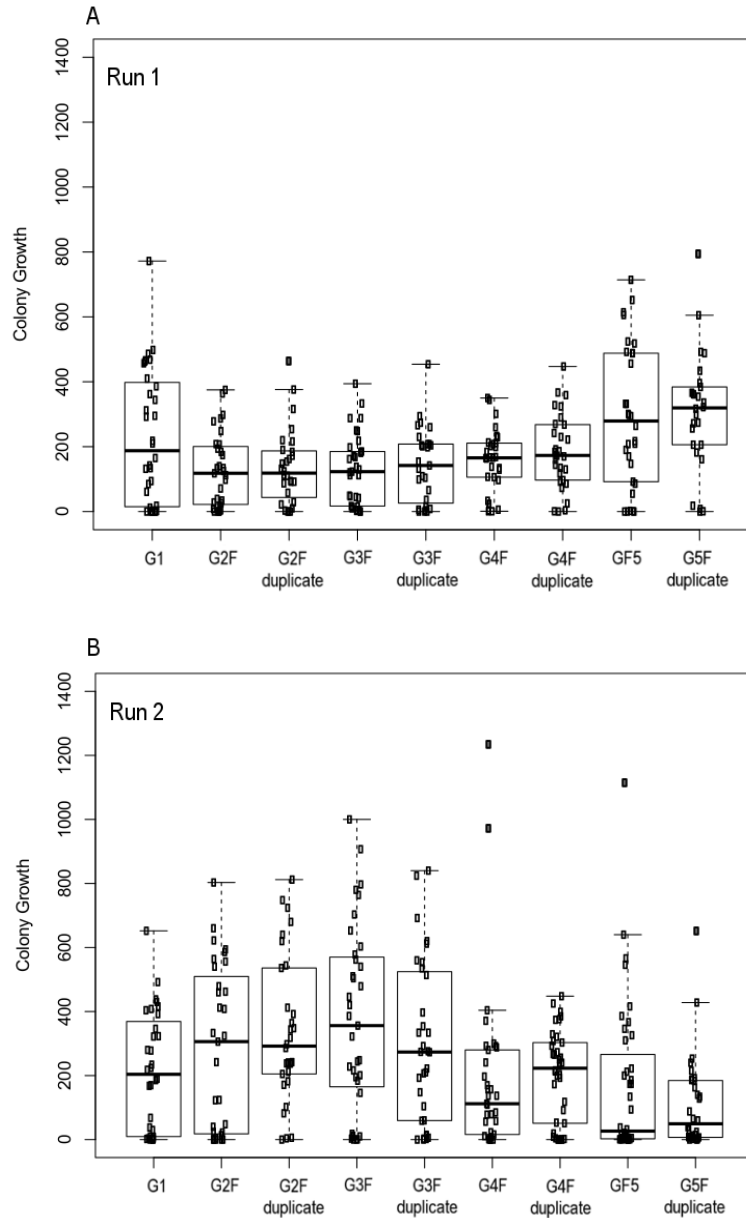 A
Run 1
Colony Growth
1400
1200
1000
800
600
400
200
0
G1 G2F G2F G3F G3F G4F G4F GF5 G5F
duplicate duplicate duplicate duplicate
B
Run 2
Colony Growth
1400
1200
1000
800
600
400
200
0
G1 G2F G2F G3F G3F G4F G4F GF5 G5F
duplicate duplicate duplicate duplicate